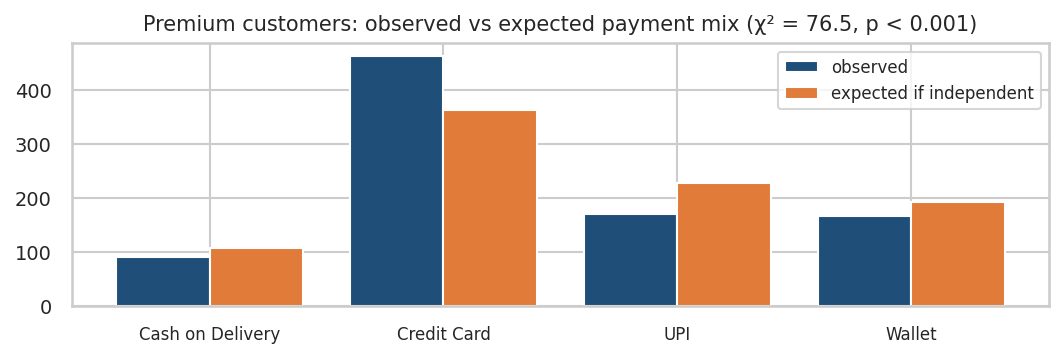 Premium customers: observed vs expected payment mix (χ² = 76.5, p < 0.001)
observed
expected if independent
400
300
200
100
0
Cash on Delivery
Credit Card
UPI
Wallet